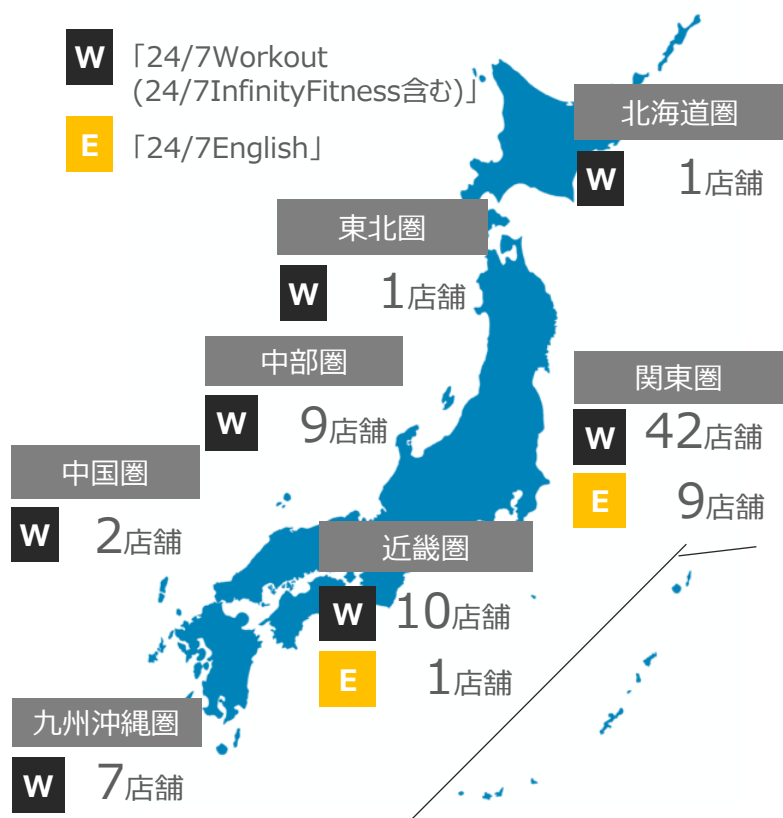 W 「24/7Workout
(24/7InfinityFitness含む)」
E 「24/7English」
北海道圏
W 1店舗
東北圏
W 1店舗
中部圏
W 9店舗
関東圏
W 42店舗
E 9店舗
中国圏
W 2店舗
近畿圏
W 10店舗
E 1店舗
九州沖縄圏
W 7店舗